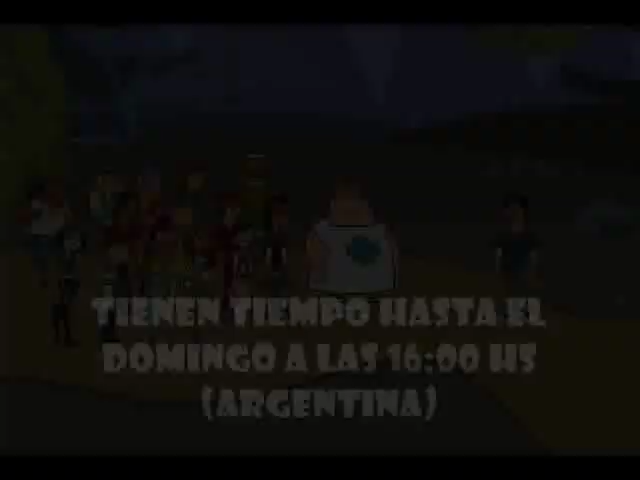 TIENEN TIEMPO HASTA EL
DOMINGO A LAS 16:00 HS
(ARGENTINA)